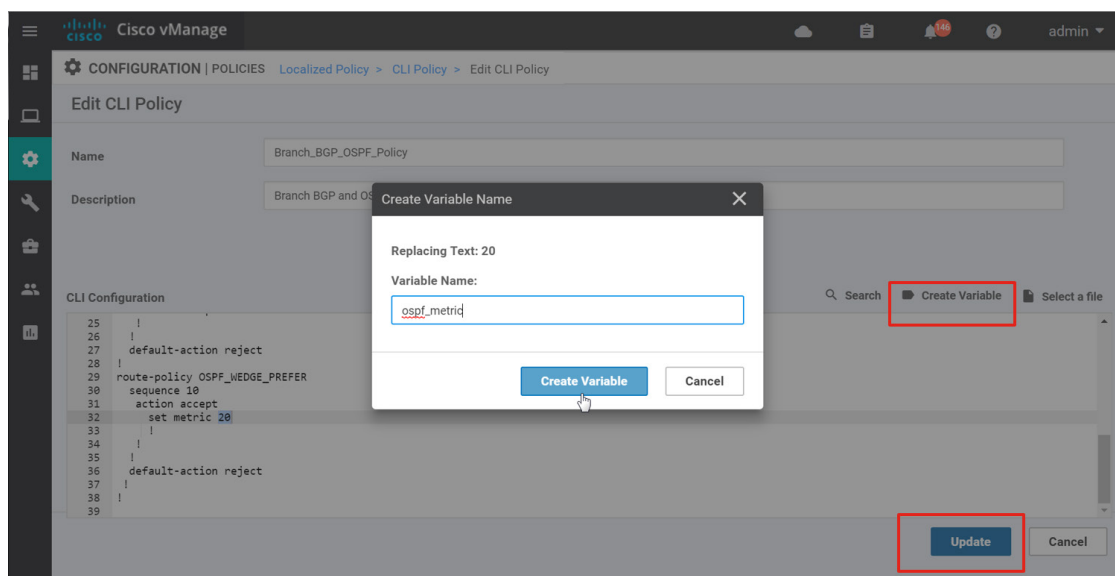 cisco Cisco vManage 146 admin
CONFIGURATION | POLICIES Localized Policy > CLI Policy > Edit CLI Policy
Edit CLI Policy
Name Branch_BGP_OSPF_Policy
Description Branch BGP and OS
Create Variable Name
Replacing Text: 20
Variable Name:
ospf_metric
Create Variable Cancel
CLI Configuration Search Create Variable Select a file
25 !
26 !
27 default-action reject
28 !
29 route-policy OSPF_WEDGE_PREFER
30 sequence 10
31 action accept
32 set metric 20
33 !
34 !
35 !
36 default-action reject
37 !
38 !
39
Update Cancel